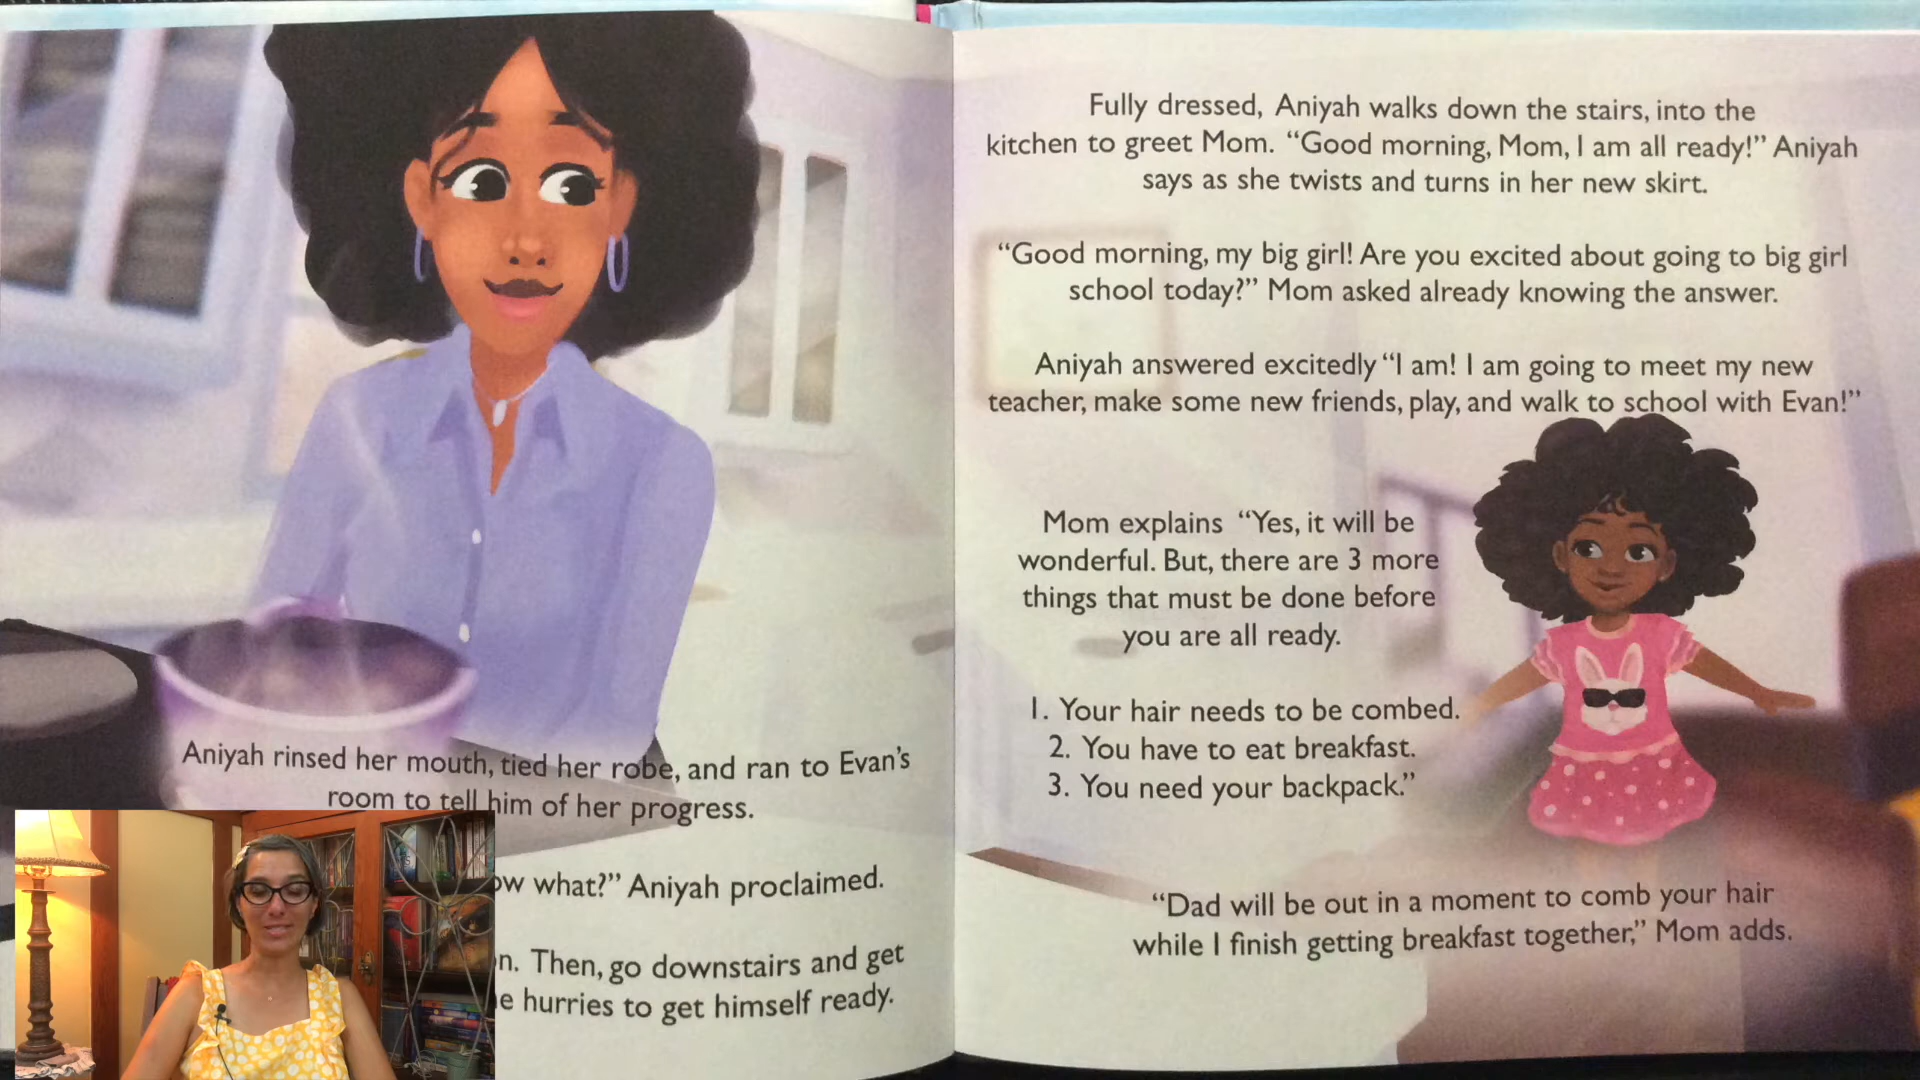 Aniyah rinsed her mouth, tied her robe, and ran to Evan's
room to tell him of her progress.
what?” Aniyah proclaimed.
Then, go downstairs and get
hurries to get himself ready.
Fully dressed, Aniyah walks down the stairs, into the
kitchen to greet Mom. “Good morning, Mom, I am all ready!” Aniyah
says as she twists and turns in her new skirt.
“Good morning, my big girl! Are you excited about going to big girl
school today?” Mom asked already knowing the answer.
Aniyah answered excitedly “I am! I am going to meet my new
teacher, make some new friends, play, and walk to school with Evan!”
Mom explains “Yes, it will be
wonderful. But, there are 3 more
things that must be done before
you are all ready.
1. Your hair needs to be combed.
2. You have to eat breakfast.
3. You need your backpack.”
“Dad will be out in a moment to comb your hair
while I finish getting breakfast together,” Mom adds.